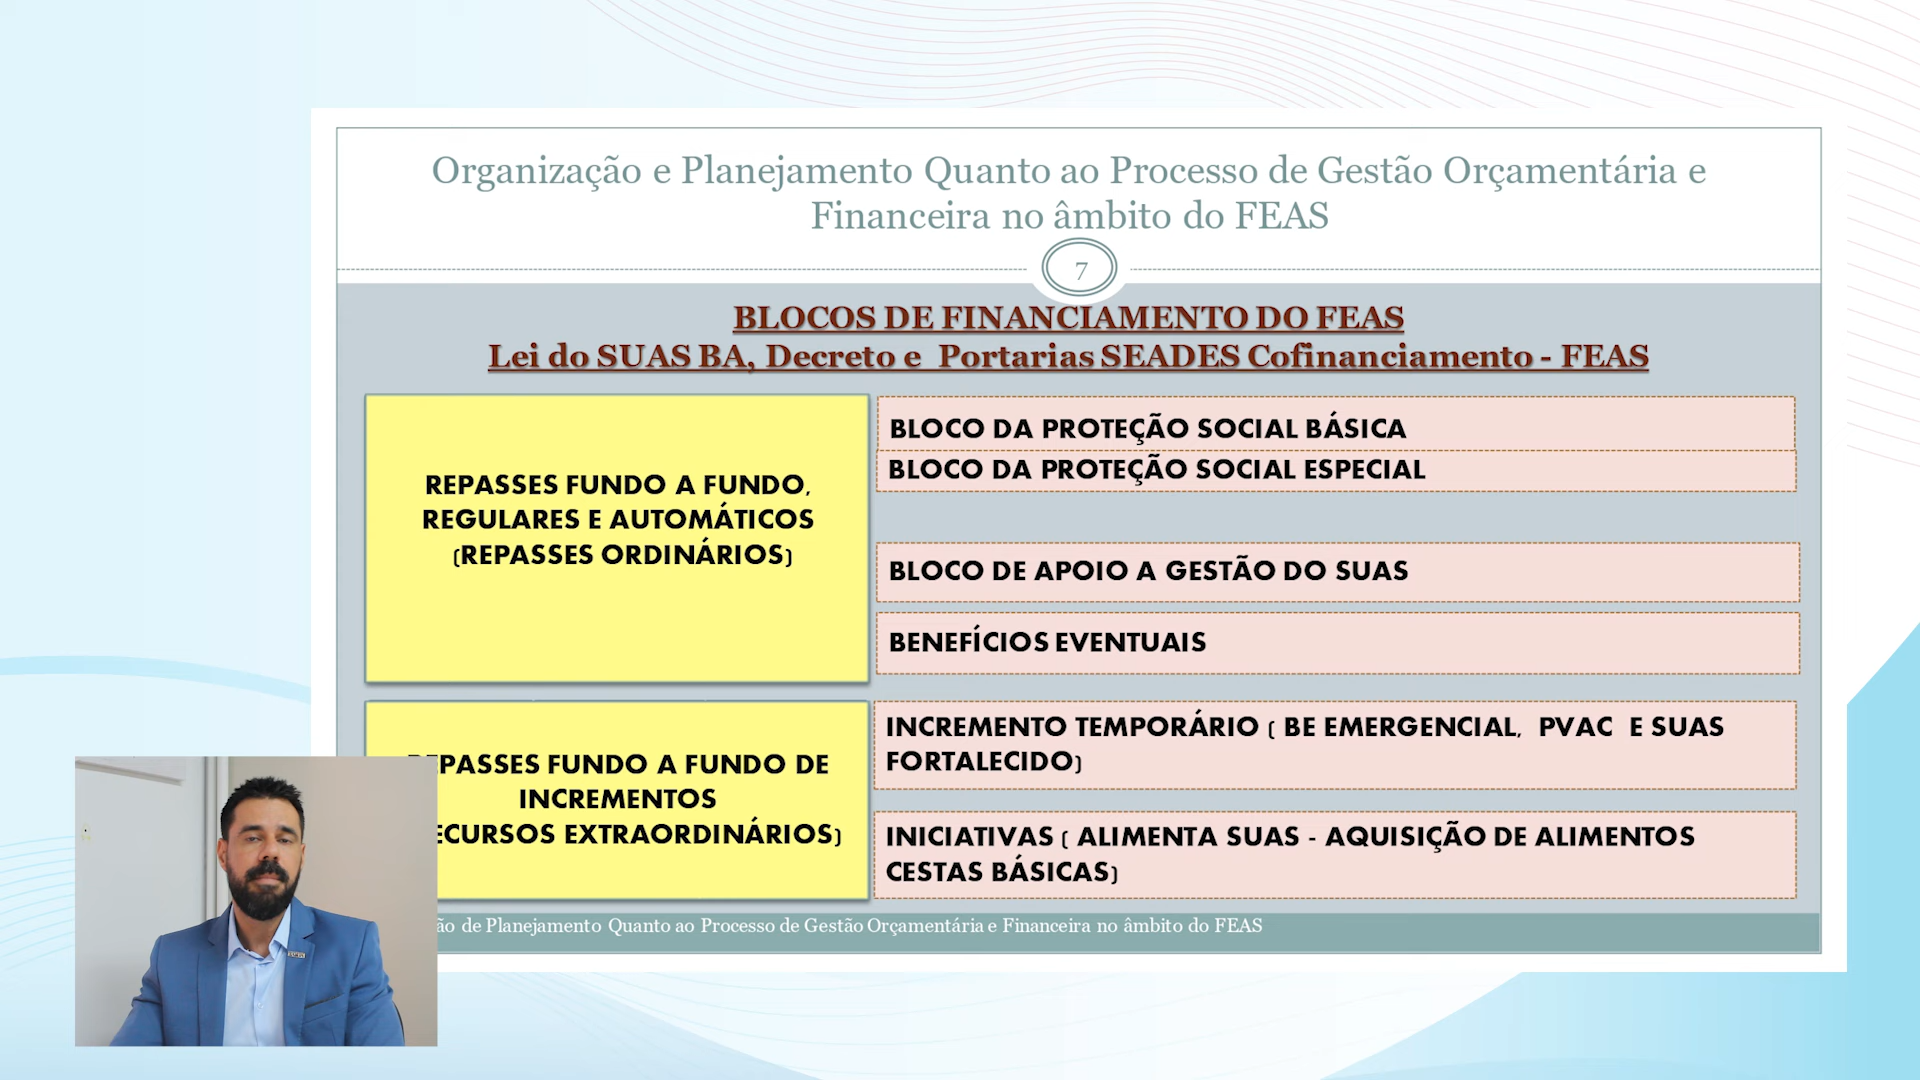 Organização e Planejamento Quanto ao Processo de Gestão Orçamentária e
Financeira no âmbito do FEAS
7
BLOCOS DE FINANCIAMENTO DO FEAS
Lei do SUAS BA, Decreto e Portarias SEADES Cofinanciamento - FEAS
REPASSES FUNDO A FUNDO,
REGULARES E AUTOMÁTICOS
(REPASSES ORDINÁRIOS)
BLOCO DA PROTEÇÃO SOCIAL BÁSICA
BLOCO DA PROTEÇÃO SOCIAL ESPECIAL
BLOCO DE APOIO A GESTÃO DO SUAS
BENEFÍCIOS EVENTUAIS
EPASSES FUNDO A FUNDO DE
INCREMENTOS
ECURSOS EXTRAORDINÁRIOS)
INCREMENTO TEMPORÁRIO ( BE EMERGENCIAL, PVAC E SUAS
FORTALECIDO)
INICIATIVAS ( ALIMENTA SUAS - AQUISIÇÃO DE ALIMENTOS
CESTAS BÁSICAS)
ão de Planejamento Quanto ao Processo de Gestão Orçamentária e Financeira no âmbito do FEAS